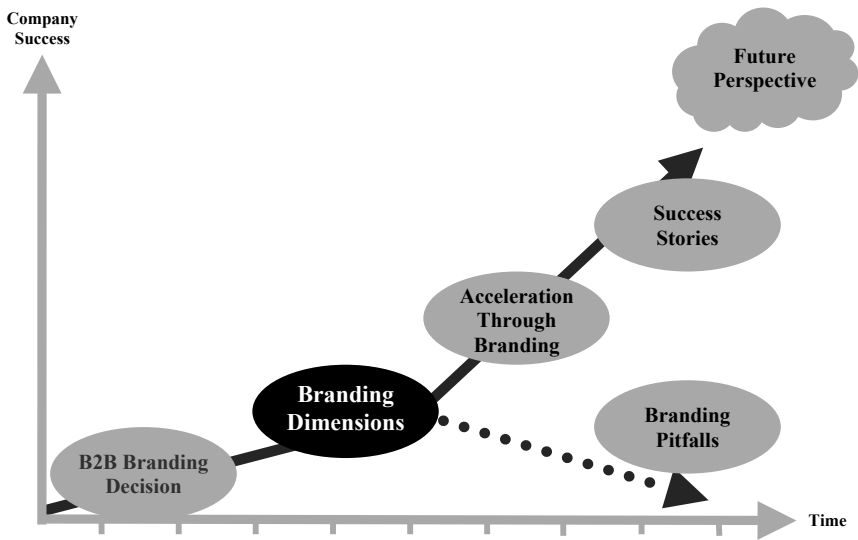 Company
Success
Future
Perspective
Success
Stories
Acceleration
Through
Branding
Branding
Dimensions
Branding
Pitfalls
B2B Branding
Decision
Time